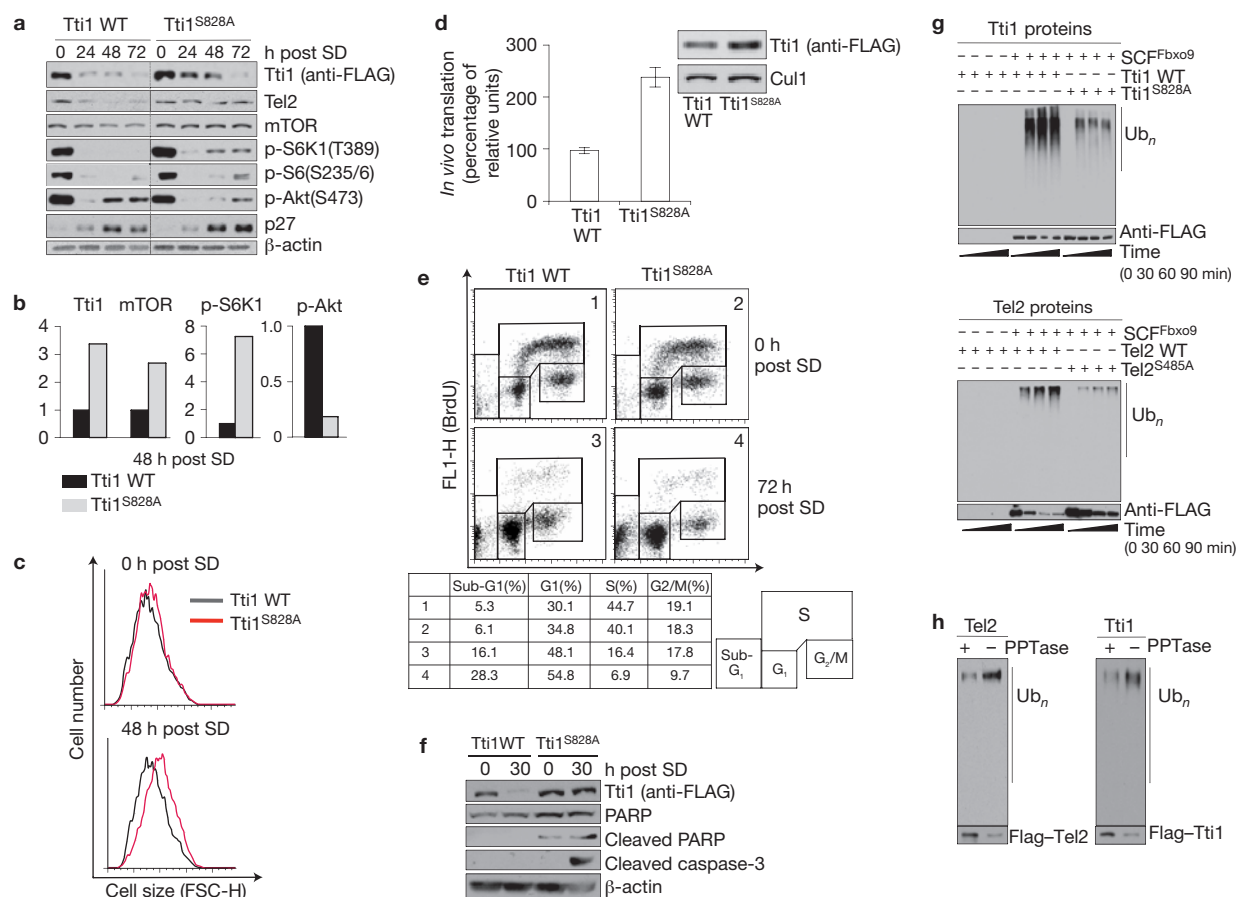 a
Tti1 WT Tti1S828A
0 24 48 72 0 24 48 72 h post SD
Tti1 (anti-FLAG)
Tel2
mTOR
p-S6K1(T389)
p-S6(S235/6)
p-Akt(S473)
p27
β-actin
b
Tti1 mTOR p-S6K1 p-Akt
4 3 2 1 0
8 6 4 2 0
1.0 0.5 0
48 h post SD
Tti1 WT
Tti1S828A
c
0 h post SD
Tti1 WT
Tti1S828A
48 h post SD
Cell number
Cell size (FSC-H)
d
In vivo translation
(percentage of
relative units)
300
200
100
0
Tti1 WT
Tti1S828A
Tti1 (anti-FLAG)
Cul1
Tti1 WT Tti1S828A
e
Tti1 WT Tti1S828A
1 2
0 h
post SD
3 4
72 h
post SD
FL1-H (BrdU)
Sub-G1(%) G1(%) S(%) G2/M(%)
1 5.3 30.1 44.7 19.1
2 6.1 34.8 40.1 18.3
3 16.1 48.1 16.4 17.8
4 28.3 54.8 6.9 9.7
S
Sub-G1 G1 G2/M
f
Tti1WT Tti1S828A
0 30 0 30 h post SD
Tti1 (anti-FLAG)
PARP
Cleaved PARP
Cleaved caspase-3
β-actin
g
Tti1 proteins
– – – – + + + + + + + + SCFFbxo9
+ + + + + + + + – – – – Tti1 WT
– – – – – – – – + + + + Tti1S828A
Ubn
Anti-FLAG
Time
(0 30 60 90 min)
Tel2 proteins
– – – – + + + + + + + + SCFFbxo9
+ + + + + + + + – – – – Tel2 WT
– – – – – – – – + + + + Tel2S485A
Ubn
Anti-FLAG
Time
(0 30 60 90 min)
h
Tel2 Tti1
+ – PPTase + – PPTase
Ubn Ubn
Flag–Tel2 Flag–Tti1